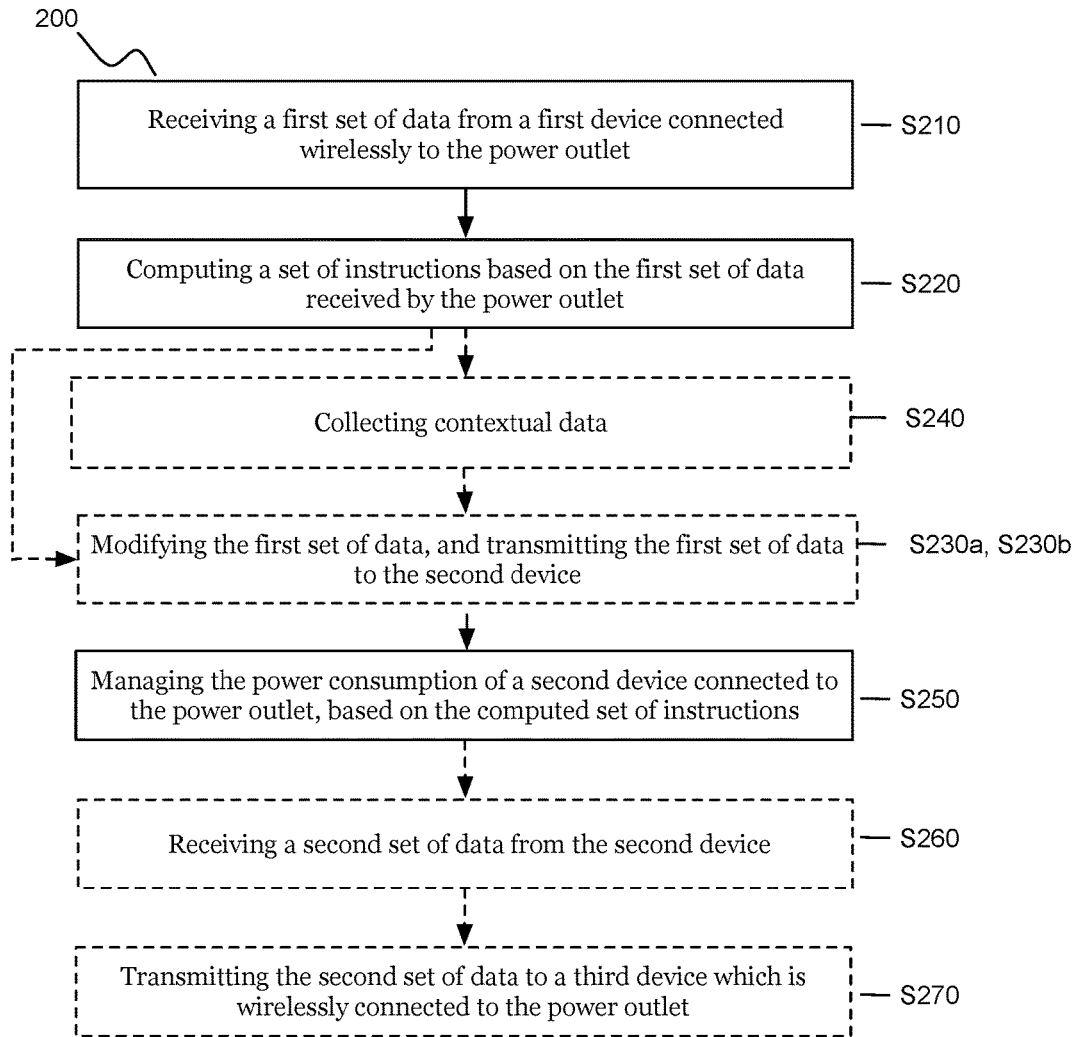 200
Receiving a first set of data from a first device connected
wirelessly to the power outlet
S210
Computing a set of instructions based on the first set of data
received by the power outlet
S220
Collecting contextual data
S240
Modifying the first set of data, and transmitting the first set of data
to the second device
S230a, S230b
Managing the power consumption of a second device connected to
the power outlet, based on the computed set of instructions
S250
Receiving a second set of data from the second device
S260
Transmitting the second set of data to a third device which is
wirelessly connected to the power outlet
S270